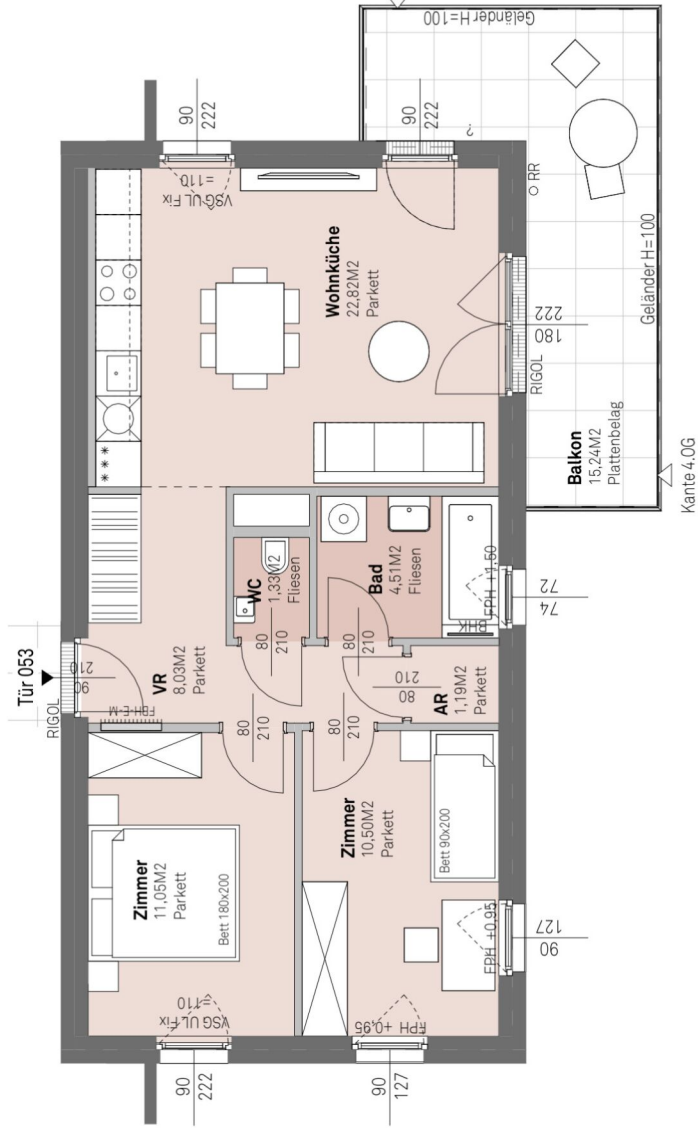 Geländer H=100
90
222
90
222
?
VSG UL Fix
=110
RR
Wohnküche
22,82M2
Parkett
Geländer H=100
180
222
RIGOL
Balkon
15,24M2
Plattenbelag
Kante 4.OG
Tür 053
90
210
RIGOL
VR
8,03M2
Parkett
FBH-E-M
WC
1,33M2
Fliesen
80
210
Bad
4,51M2
Fliesen
80
210
FPH +1,50
BHK
74
72
AR
1,19M2
Parkett
80
210
80
210
80
210
Zimmer
11,05M2
Parkett
Bett 180x200
VSG UL Fix
=110
Zimmer
10,50M2
Parkett
Bett 90x200
FPH +0,95
90
127
FPH +0,95
90
222
90
127